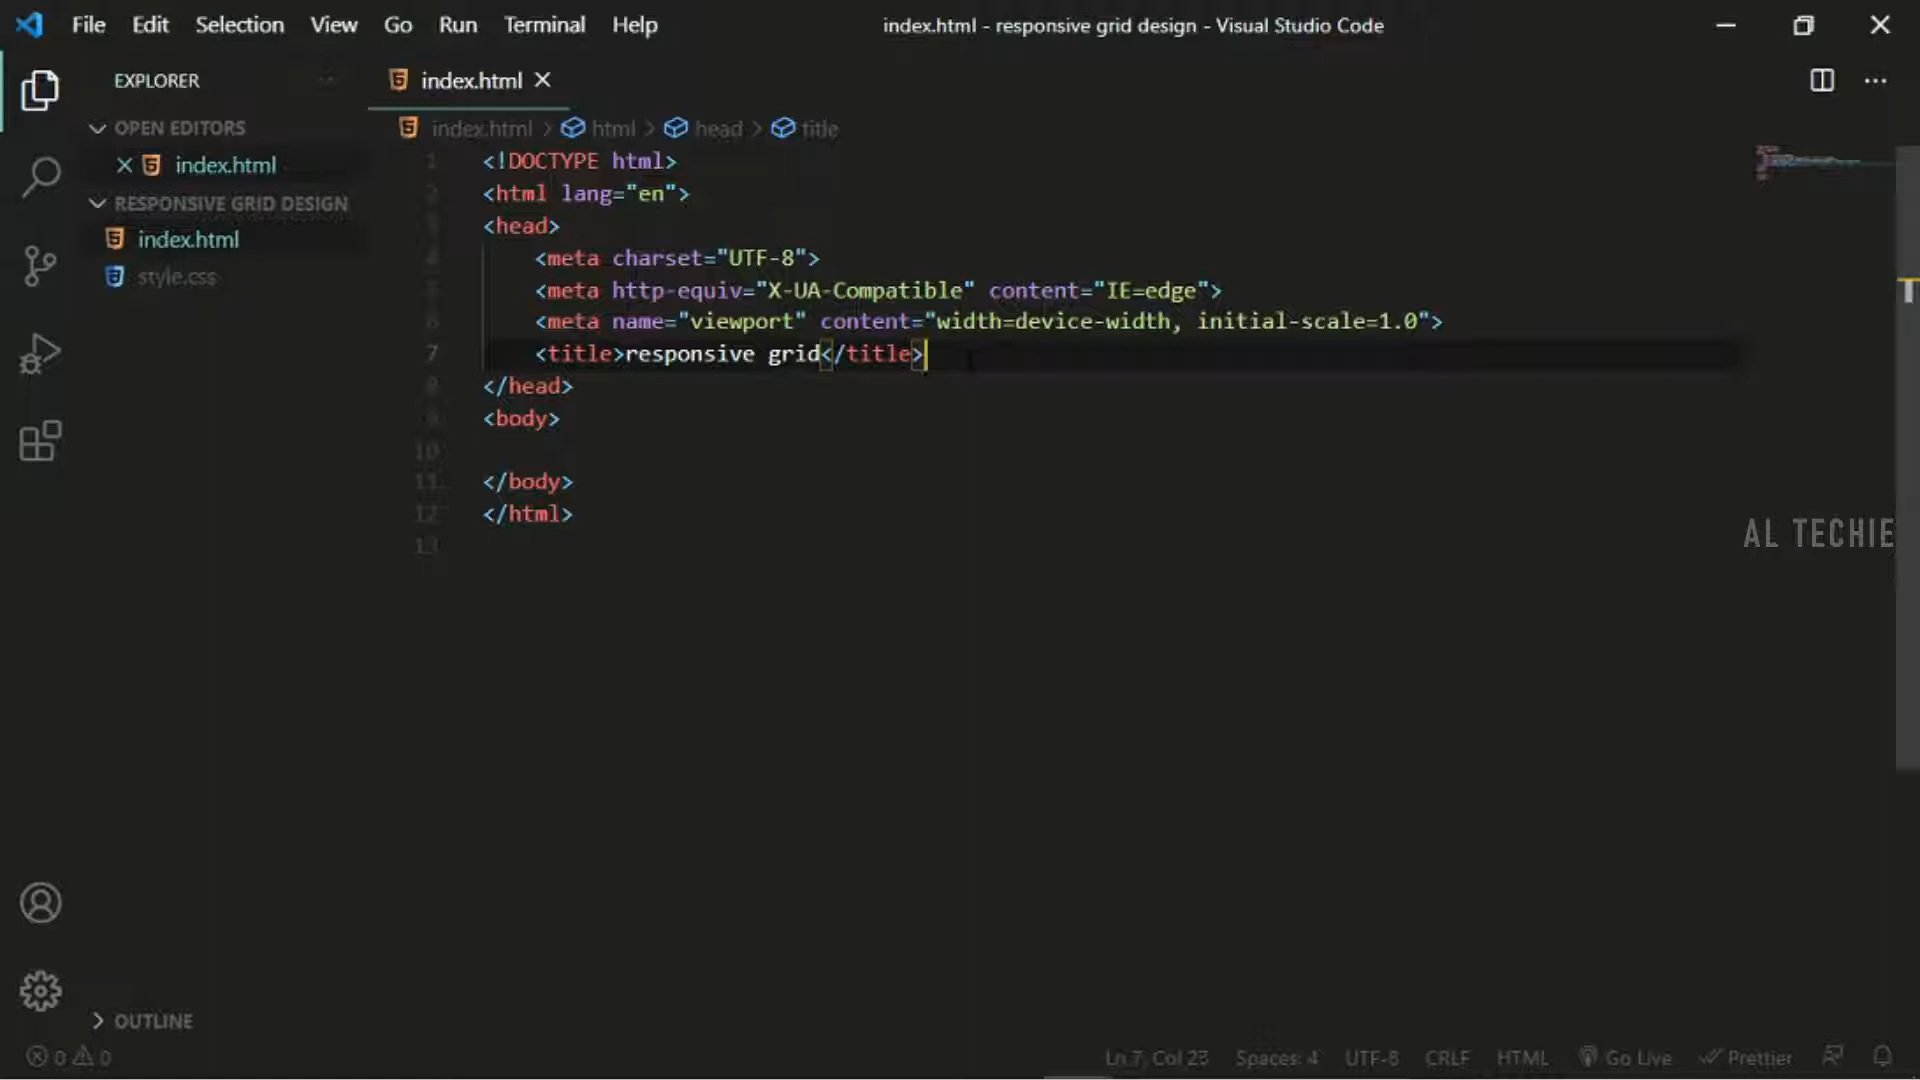 File Edit Selection View Go Run Terminal Help index.html - responsive grid design - Visual Studio Code
EXPLORER
OPEN EDITORS
index.html
RESPONSIVE GRID DESIGN
index.html
style.css
index.html
index.html > html > head > title
1 <!DOCTYPE html>
2 <html lang="en">
3 <head>
4 <meta charset="UTF-8">
5 <meta http-equiv="X-UA-Compatible" content="IE=edge">
6 <meta name="viewport" content="width=device-width, initial-scale=1.0">
7 <title>responsive grid</title>
8 </head>
9 <body>
10
11 </body>
12 </html>
13
AL TECHIE
OUTLINE
0 0 Ln 7, Col 23 Spaces: 4 UTF-8 CRLF HTML Go Live Prettier